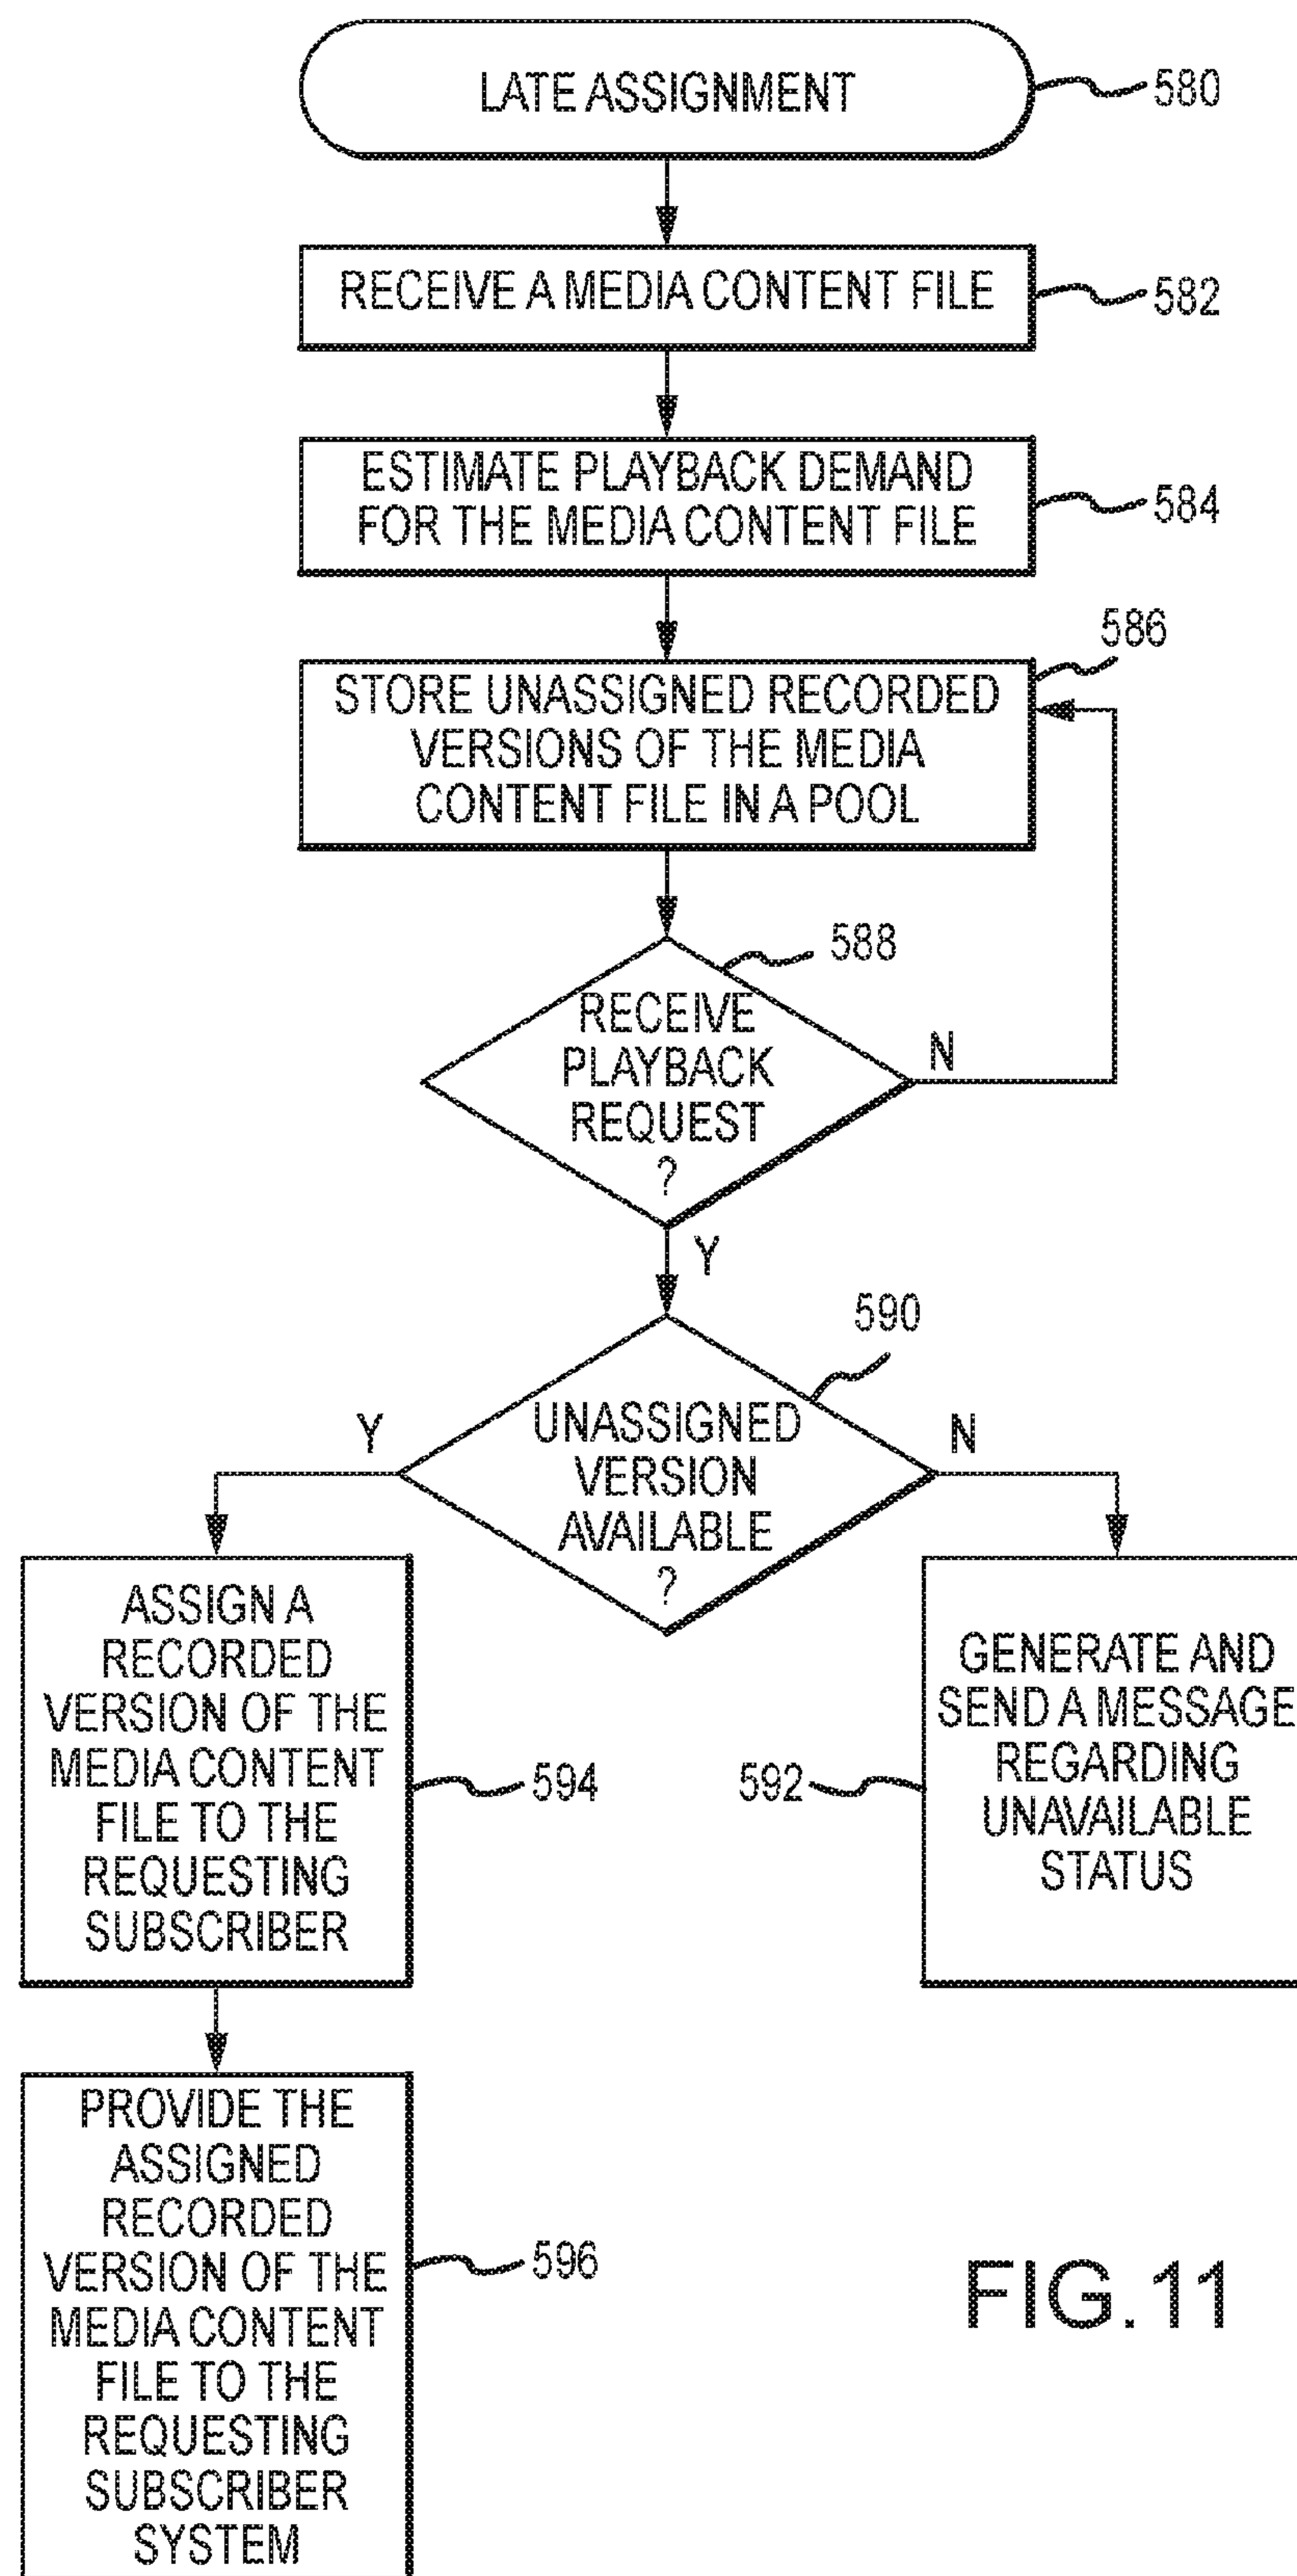 LATE ASSIGNMENT
580
RECEIVE A MEDIA CONTENT FILE
582
ESTIMATE PLAYBACK DEMAND
FOR THE MEDIA CONTENT FILE
584
586
STORE UNASSIGNED RECORDED
VERSIONS OF THE MEDIA
CONTENT FILE IN A POOL
588
RECEIVE
PLAYBACK
REQUEST
?
N
Y
590
UNASSIGNED
VERSION
AVAILABLE
?
Y
N
ASSIGN A
RECORDED
VERSION OF THE
MEDIA CONTENT
FILE TO THE
REQUESTING
SUBSCRIBER
594
592
GENERATE AND
SEND A MESSAGE
REGARDING
UNAVAILABLE
STATUS
PROVIDE THE
ASSIGNED
RECORDED
VERSION OF THE
MEDIA CONTENT
FILE TO THE
REQUESTING
SUBSCRIBER
SYSTEM
596
FIG.11